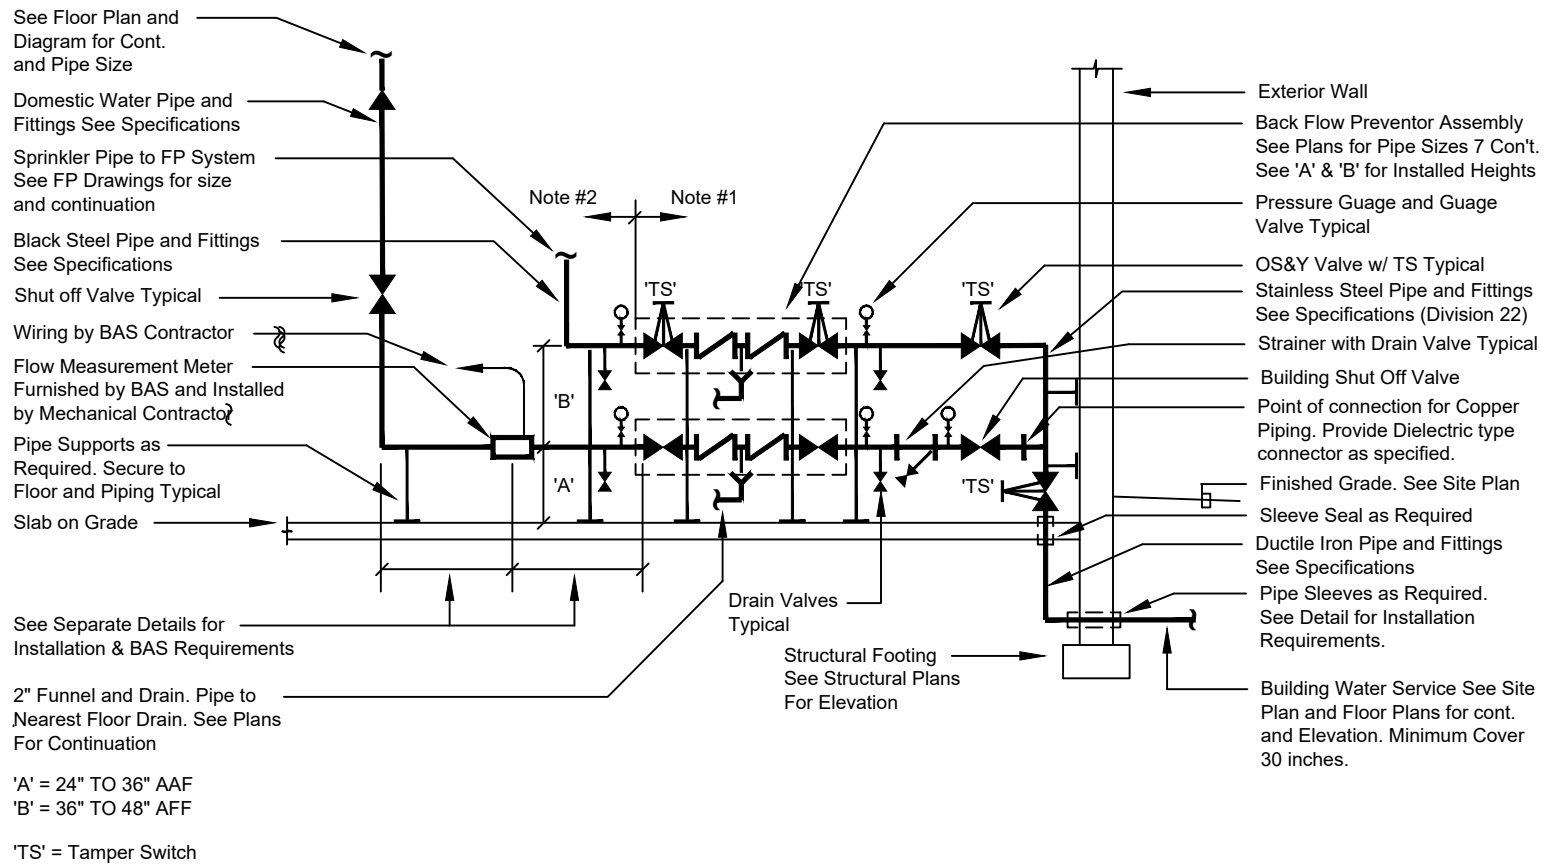 See Floor Plan and
Diagram for Cont.
and Pipe Size
Domestic Water Pipe and
Fittings See Specifications
Sprinkler Pipe to FP System
See FP Drawings for size
and continuation
Black Steel Pipe and Fittings
See Specifications
Shut off Valve Typical
Wiring by BAS Contractor
Flow Measurement Meter
Furnished by BAS and Installed
by Mechanical Contractor
Pipe Supports as
Required. Secure to
Floor and Piping Typical
Slab on Grade
See Separate Details for
Installation & BAS Requirements
2" Funnel and Drain. Pipe to
Nearest Floor Drain. See Plans
For Continuation
'A' = 24" TO 36" AAF
'B' = 36" TO 48" AFF
'TS' = Tamper Switch
Note #2
Note #1
'TS'
'TS'
'TS'
'B'
'A'
'TS'
Drain Valves
Typical
Structural Footing
See Structural Plans
For Elevation
Exterior Wall
Back Flow Preventor Assembly
See Plans for Pipe Sizes 7 Con't.
See 'A' & 'B' for Installed Heights
Pressure Guage and Guage
Valve Typical
OS&Y Valve w/ TS Typical
Stainless Steel Pipe and Fittings
See Specifications (Division 22)
Strainer with Drain Valve Typical
Building Shut Off Valve
Point of connection for Copper
Piping. Provide Dielectric type
connector as specified.
Finished Grade. See Site Plan
Sleeve Seal as Required
Ductile Iron Pipe and Fittings
See Specifications
Pipe Sleeves as Required.
See Detail for Installation
Requirements.
Building Water Service See Site
Plan and Floor Plans for cont.
and Elevation. Minimum Cover
30 inches.